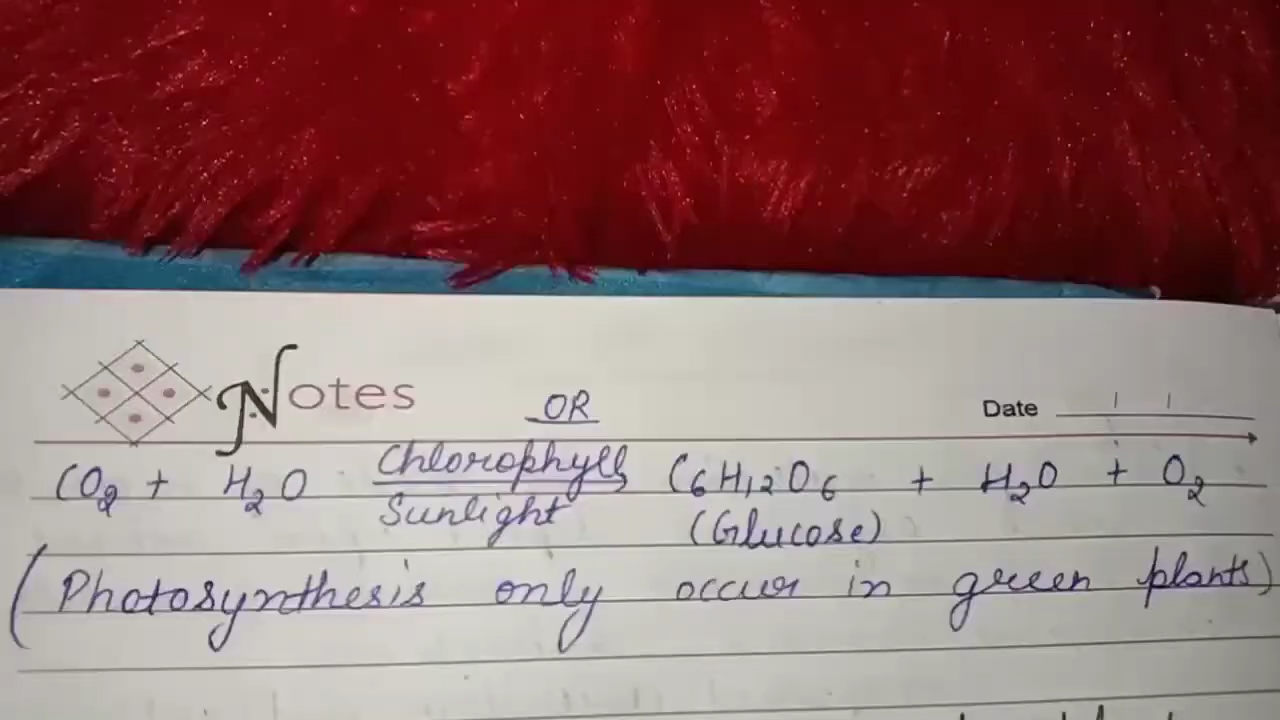 Notes
OR
Date
CO2 + H2O Chlorophyll C6H12O6 + H2O + O2
Sunlight (Glucose)
(Photosynthesis only occur in green plants)